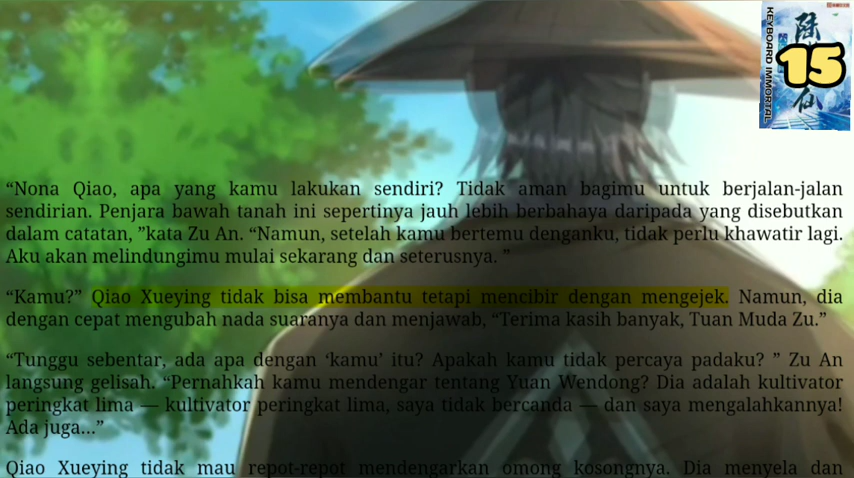 KEYBOARD IMMORTAL
15
“Nona Qiao, apa yang kamu lakukan sendiri? Tidak aman bagimu untuk berjalan-jalan
sendirian. Penjara bawah tanah ini sepertinya jauh lebih berbahaya daripada yang disebutkan
dalam catatan, ”kata Zu An. “Namun, setelah kamu bertemu denganku, tidak perlu khawatir lagi.
Aku akan melindungimu mulai sekarang dan seterusnya. ”
“Kamu?” Qiao Xueying tidak bisa membantu tetapi mencibir dengan mengejek. Namun, dia
dengan cepat mengubah nada suaranya dan menjawab, “Terima kasih banyak, Tuan Muda Zu.”
“Tunggu sebentar, ada apa dengan ‘kamu’ itu? Apakah kamu tidak percaya padaku? ” Zu An
langsung gelisah. “Pernahkah kamu mendengar tentang Yuan Wendong? Dia adalah kultivator
peringkat lima — kultivator peringkat lima, saya tidak bercanda — dan saya mengalahkannya!
Ada juga...”
Qiao Xueying tidak mau repot-repot mendengarkan omong kosongnya. Dia menyela dan